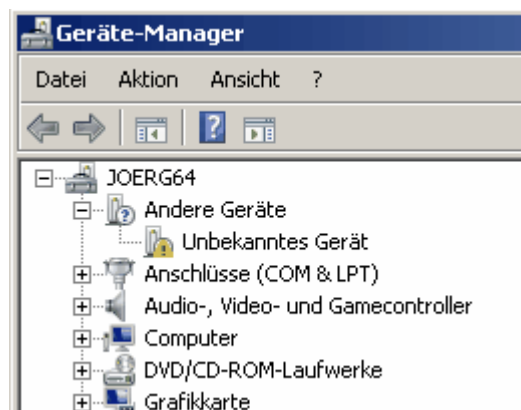 Geräte-Manager
Datei Aktion Ansicht ?
JOERG64
Andere Geräte
Unbekanntes Gerät
Anschlüsse (COM & LPT)
Audio-, Video- und Gamecontroller
Computer
DVD/CD-ROM-Laufwerke
Grafikkarte